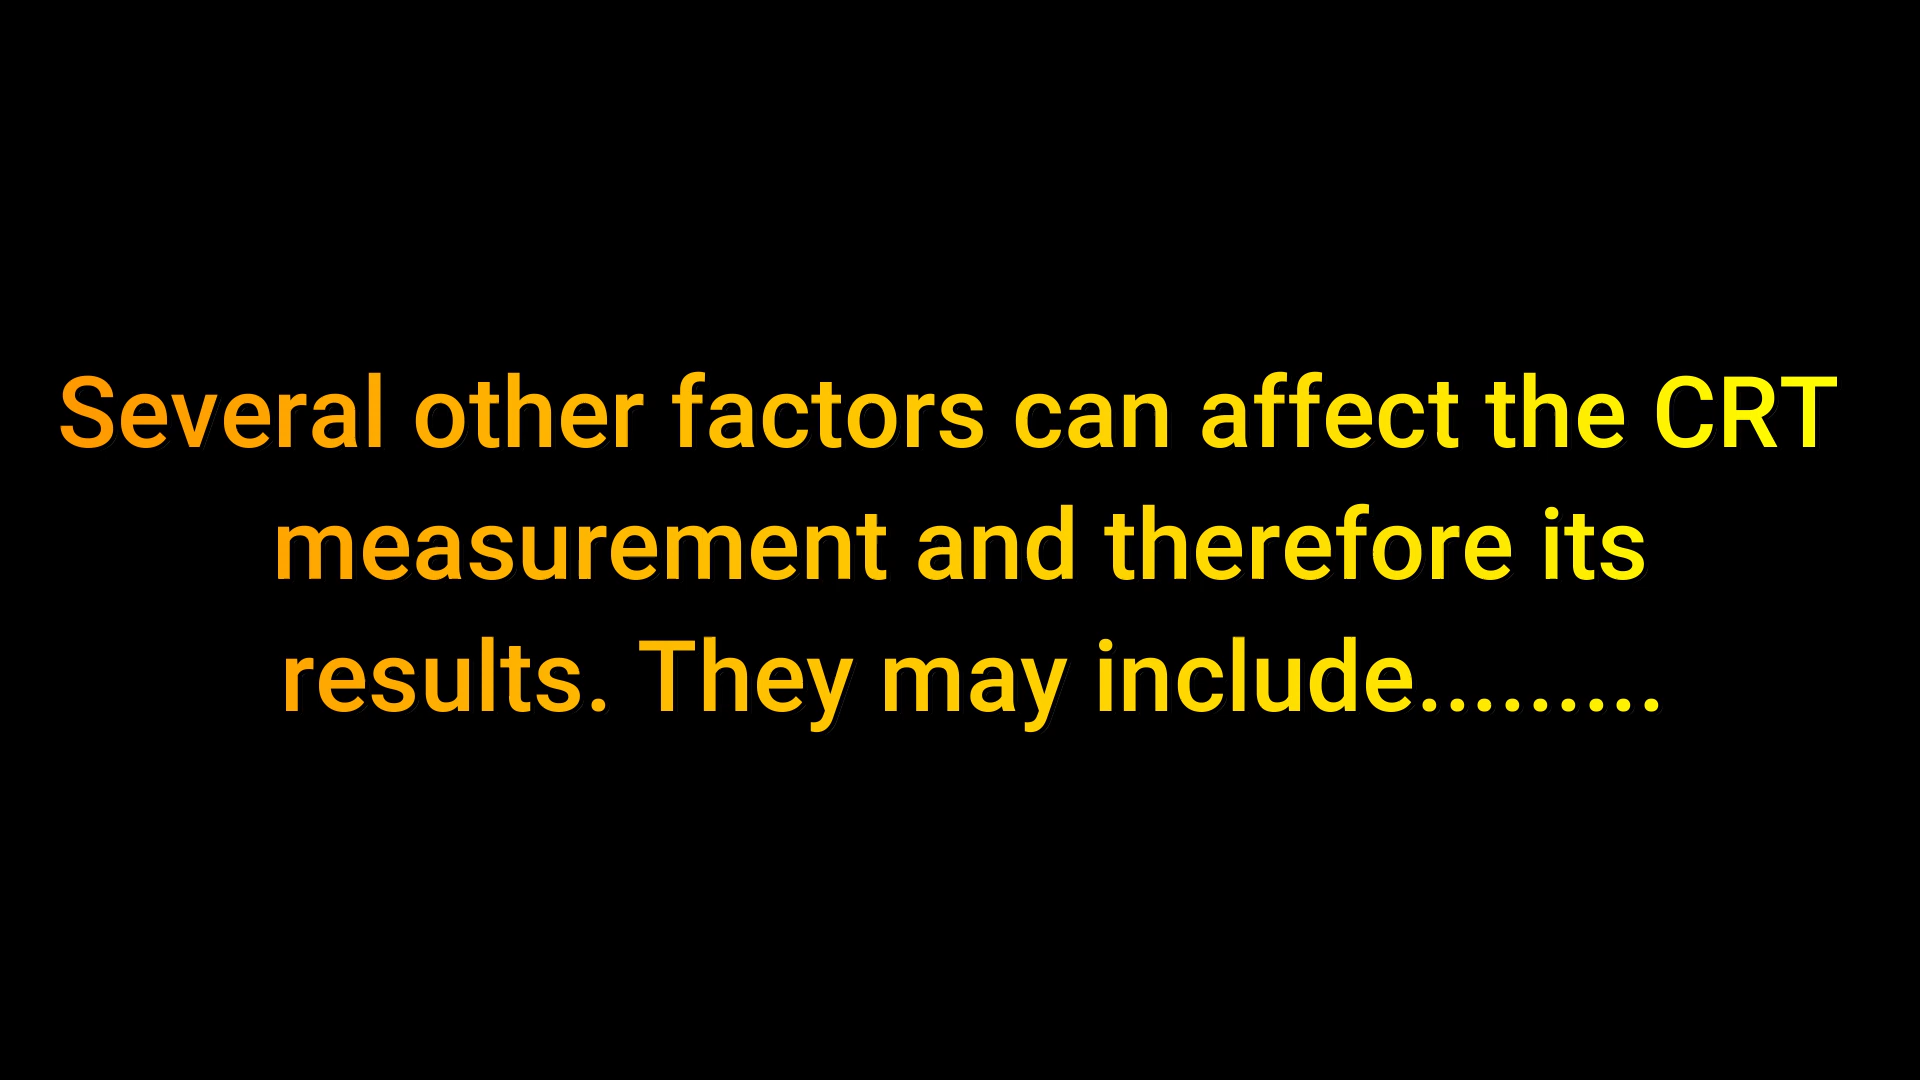 Several other factors can affect the CRT
measurement and therefore its
results. They may include.........